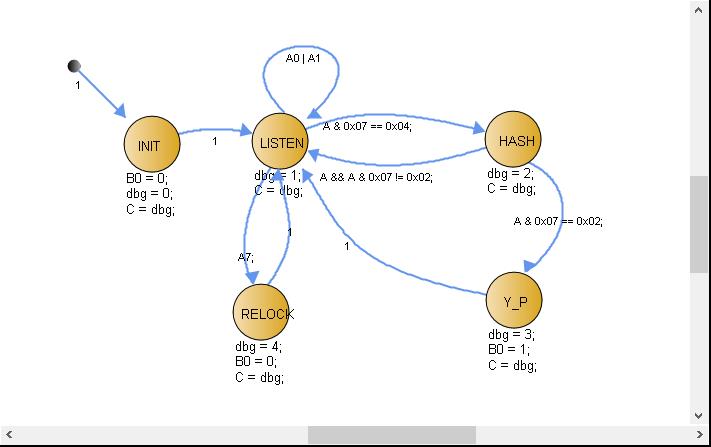 A0 | A1
1
A & 0x07 == 0x04;
INIT
1
LISTEN
HASH
B0 = 0;
dbg = 0;
C = dbg;
dbg = 1;
C = dbg;
A && A & 0x07 != 0x02;
dbg = 2;
C = dbg;
A & 0x07 == 0x02;
1
1
A7;
RELOCK
Y_P
dbg = 4;
B0 = 0;
C = dbg;
dbg = 3;
B0 = 1;
C = dbg;